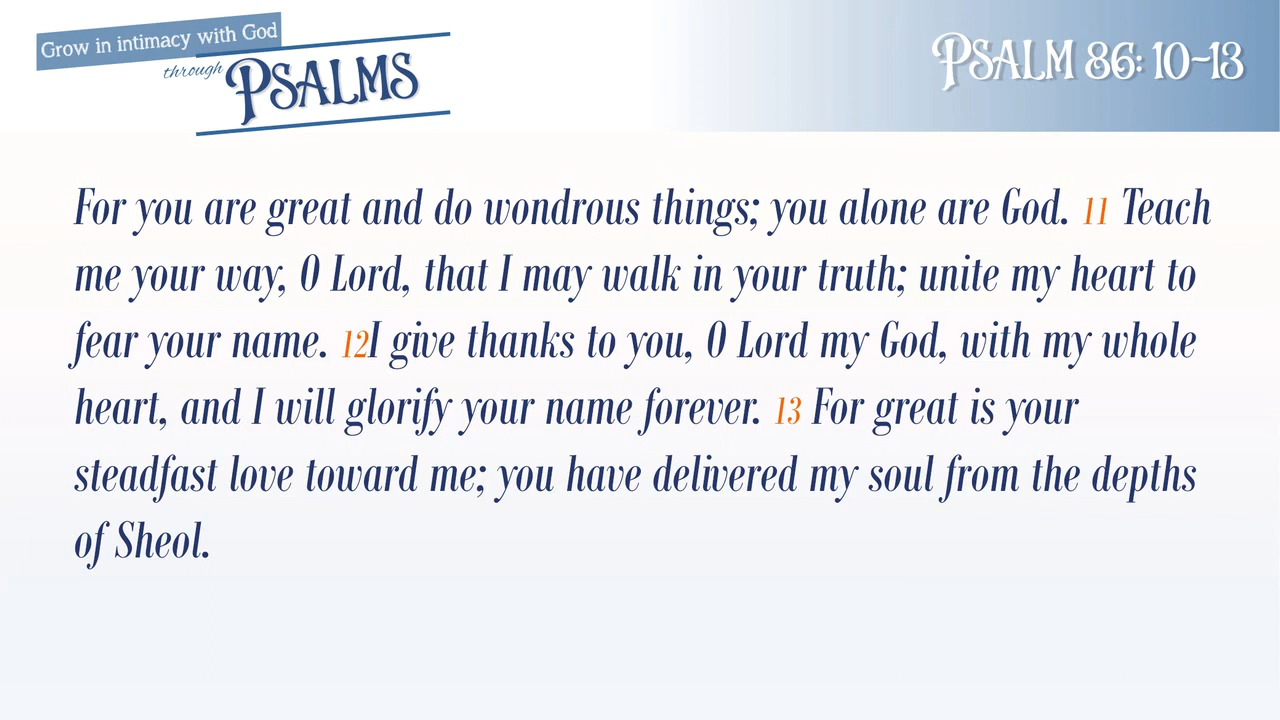 Grow in intimacy with God
through PSALMS
PSALM 86: 10-13
For you are great and do wondrous things; you alone are God. 11 Teach
me your way, O Lord, that I may walk in your truth; unite my heart to
fear your name. 12I give thanks to you, O Lord my God, with my whole
heart, and I will glorify your name forever. 13 For great is your
steadfast love toward me; you have delivered my soul from the depths
of Sheol.